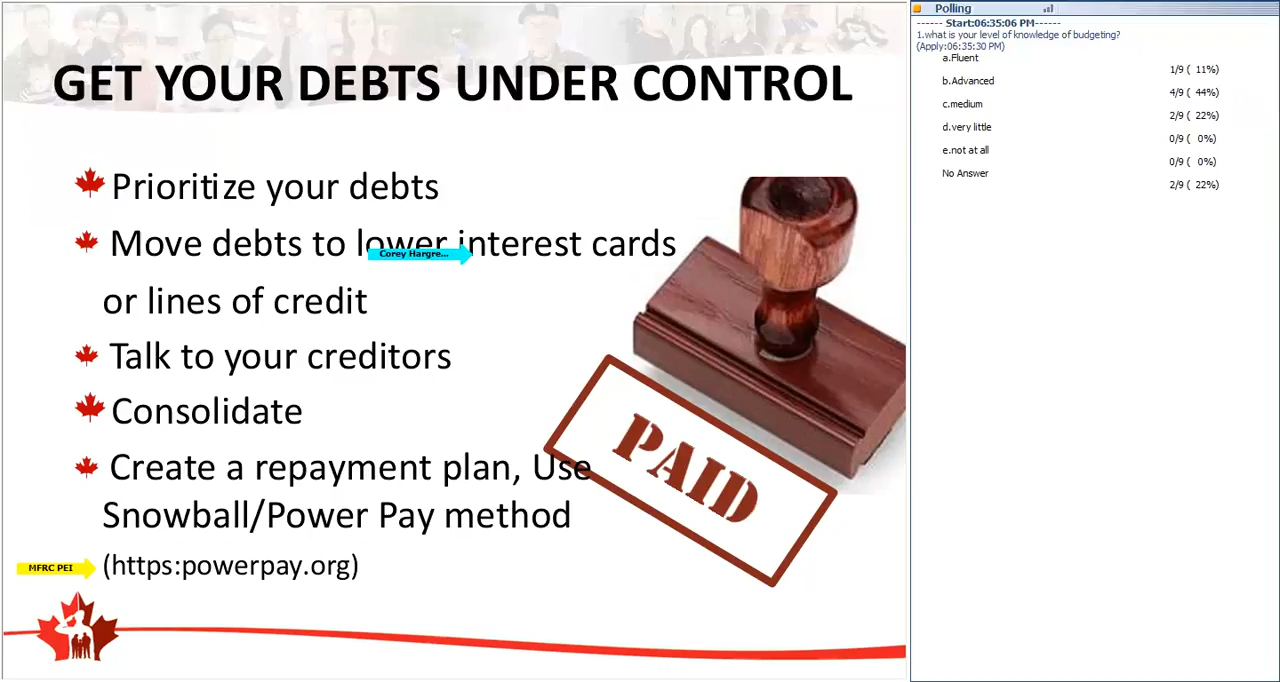 GET YOUR DEBTS UNDER CONTROL
Prioritize your debts
Move debts to lower interest cards
Corey Hargre...
or lines of credit
Talk to your creditors
Consolidate
Create a repayment plan, Use
Snowball/Power Pay method
MFRC PEI
(https:powerpay.org)
PAID
Polling
------ Start:06:35:06 PM------
1.what is your level of knowledge of budgeting?
(Apply:06:35:30 PM)
a.Fluent
1/9 ( 11%)
b.Advanced
4/9 ( 44%)
c.medium
2/9 ( 22%)
d.very little
0/9 ( 0%)
e.not at all
0/9 ( 0%)
No Answer
2/9 ( 22%)